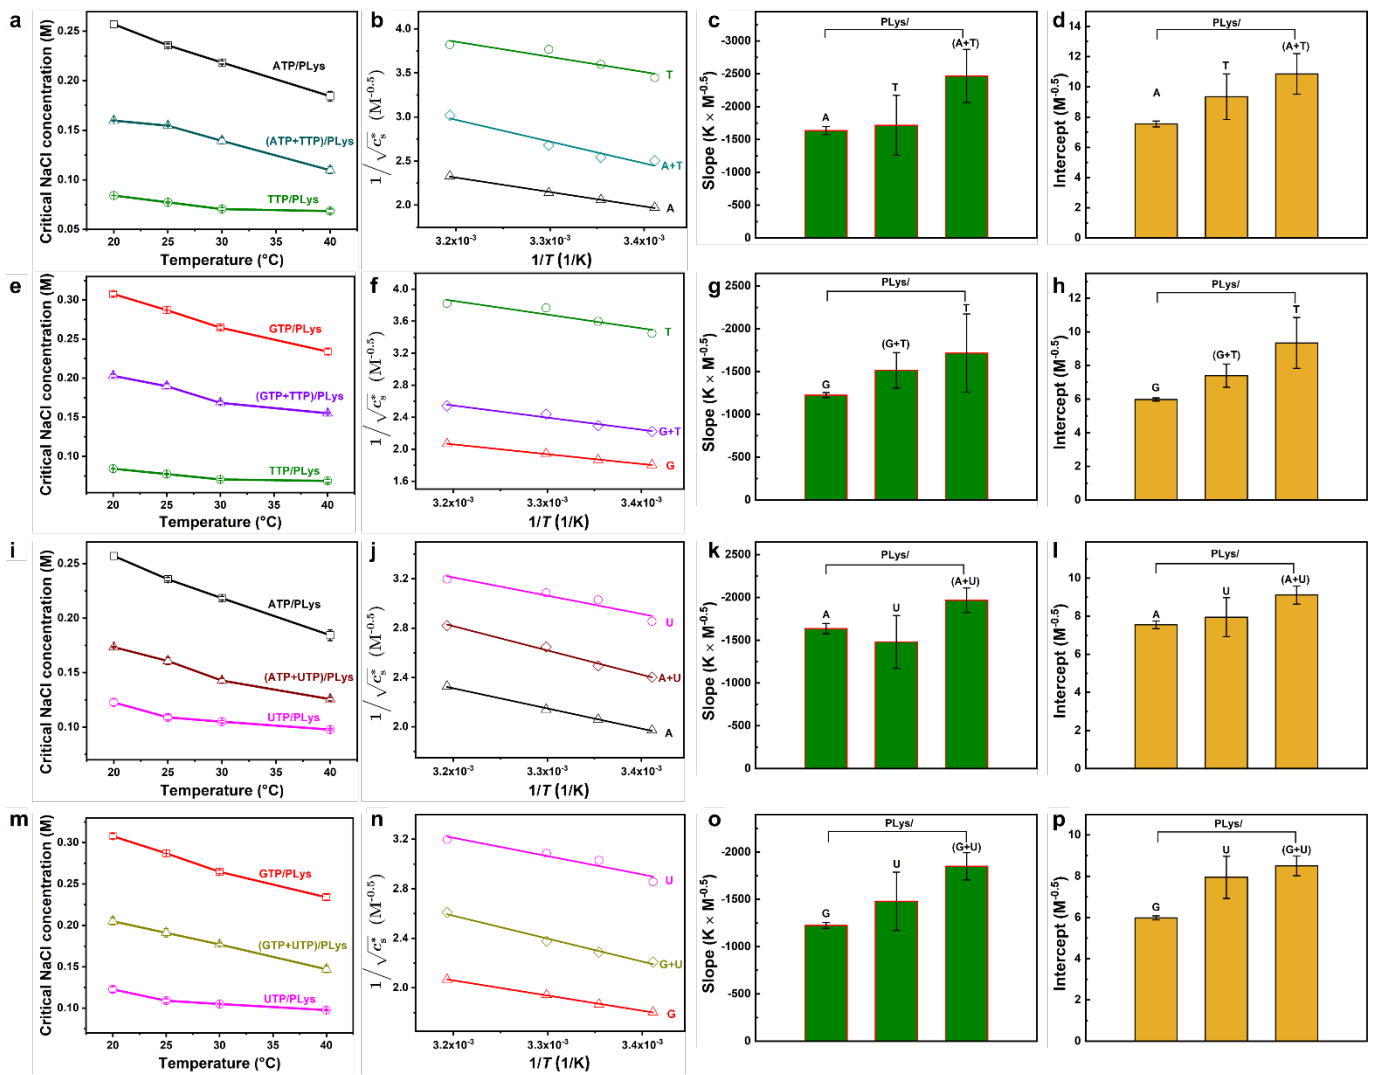 a
Critical NaCl concentration (M)
0.25
0.20
0.15
0.10
0.05
ATP/PLys
(ATP+TTP)/PLys
TTP/PLys
20 25 30 35 40
Temperature (°C)
b
1/√c*s (M-0.5)
4.0
3.5
3.0
2.5
2.0
T
A+T
A
3.2x10-3 3.3x10-3 3.4x10-3
1/T (1/K)
c
Slope (K × M-0.5)
-3000
-2500
-2000
-1500
-1000
-500
0
PLys/
A
T
(A+T)
d
Intercept (M-0.5)
14
12
10
8
6
4
2
0
PLys/
A
T
(A+T)
e
Critical NaCl concentration (M)
0.30
0.25
0.20
0.15
0.10
GTP/PLys
(GTP+TTP)/PLys
TTP/PLys
20 25 30 35 40
Temperature (°C)
f
1/√c*s (M-0.5)
4.0
3.6
3.2
2.8
2.4
2.0
1.6
T
G+T
G
3.2x10-3 3.3x10-3 3.4x10-3
1/T (1/K)
g
Slope (K × M-0.5)
-2500
-2000
-1500
-1000
-500
0
PLys/
G
(G+T)
T
h
Intercept (M-0.5)
12
10
8
6
4
2
0
PLys/
G
(G+T)
T
i
Critical NaCl concentration (M)
0.25
0.20
0.15
0.10
ATP/PLys
(ATP+UTP)/PLys
UTP/PLys
20 25 30 35 40
Temperature (°C)
j
1/√c*s (M-0.5)
3.2
2.8
2.4
2.0
U
A+U
A
3.2x10-3 3.3x10-3 3.4x10-3
1/T (1/K)
k
Slope (K × M-0.5)
-2500
-2000
-1500
-1000
-500
0
PLys/
A
U
(A+U)
l
Intercept (M-0.5)
10
8
6
4
2
0
PLys/
A
U
(A+U)
m
Critical NaCl concentration (M)
0.30
0.25
0.20
0.15
0.10
GTP/PLys
(GTP+UTP)/PLys
UTP/PLys
20 25 30 35 40
Temperature (°C)
n
1/√c*s (M-0.5)
3.2
2.8
2.4
2.0
U
G+U
G
3.2x10-3 3.3x10-3 3.4x10-3
1/T (1/K)
o
Slope (K × M-0.5)
-2000
-1500
-1000
-500
0
PLys/
G
U
(G+U)
p
Intercept (M-0.5)
10
8
6
4
2
0
PLys/
G
U
(G+U)